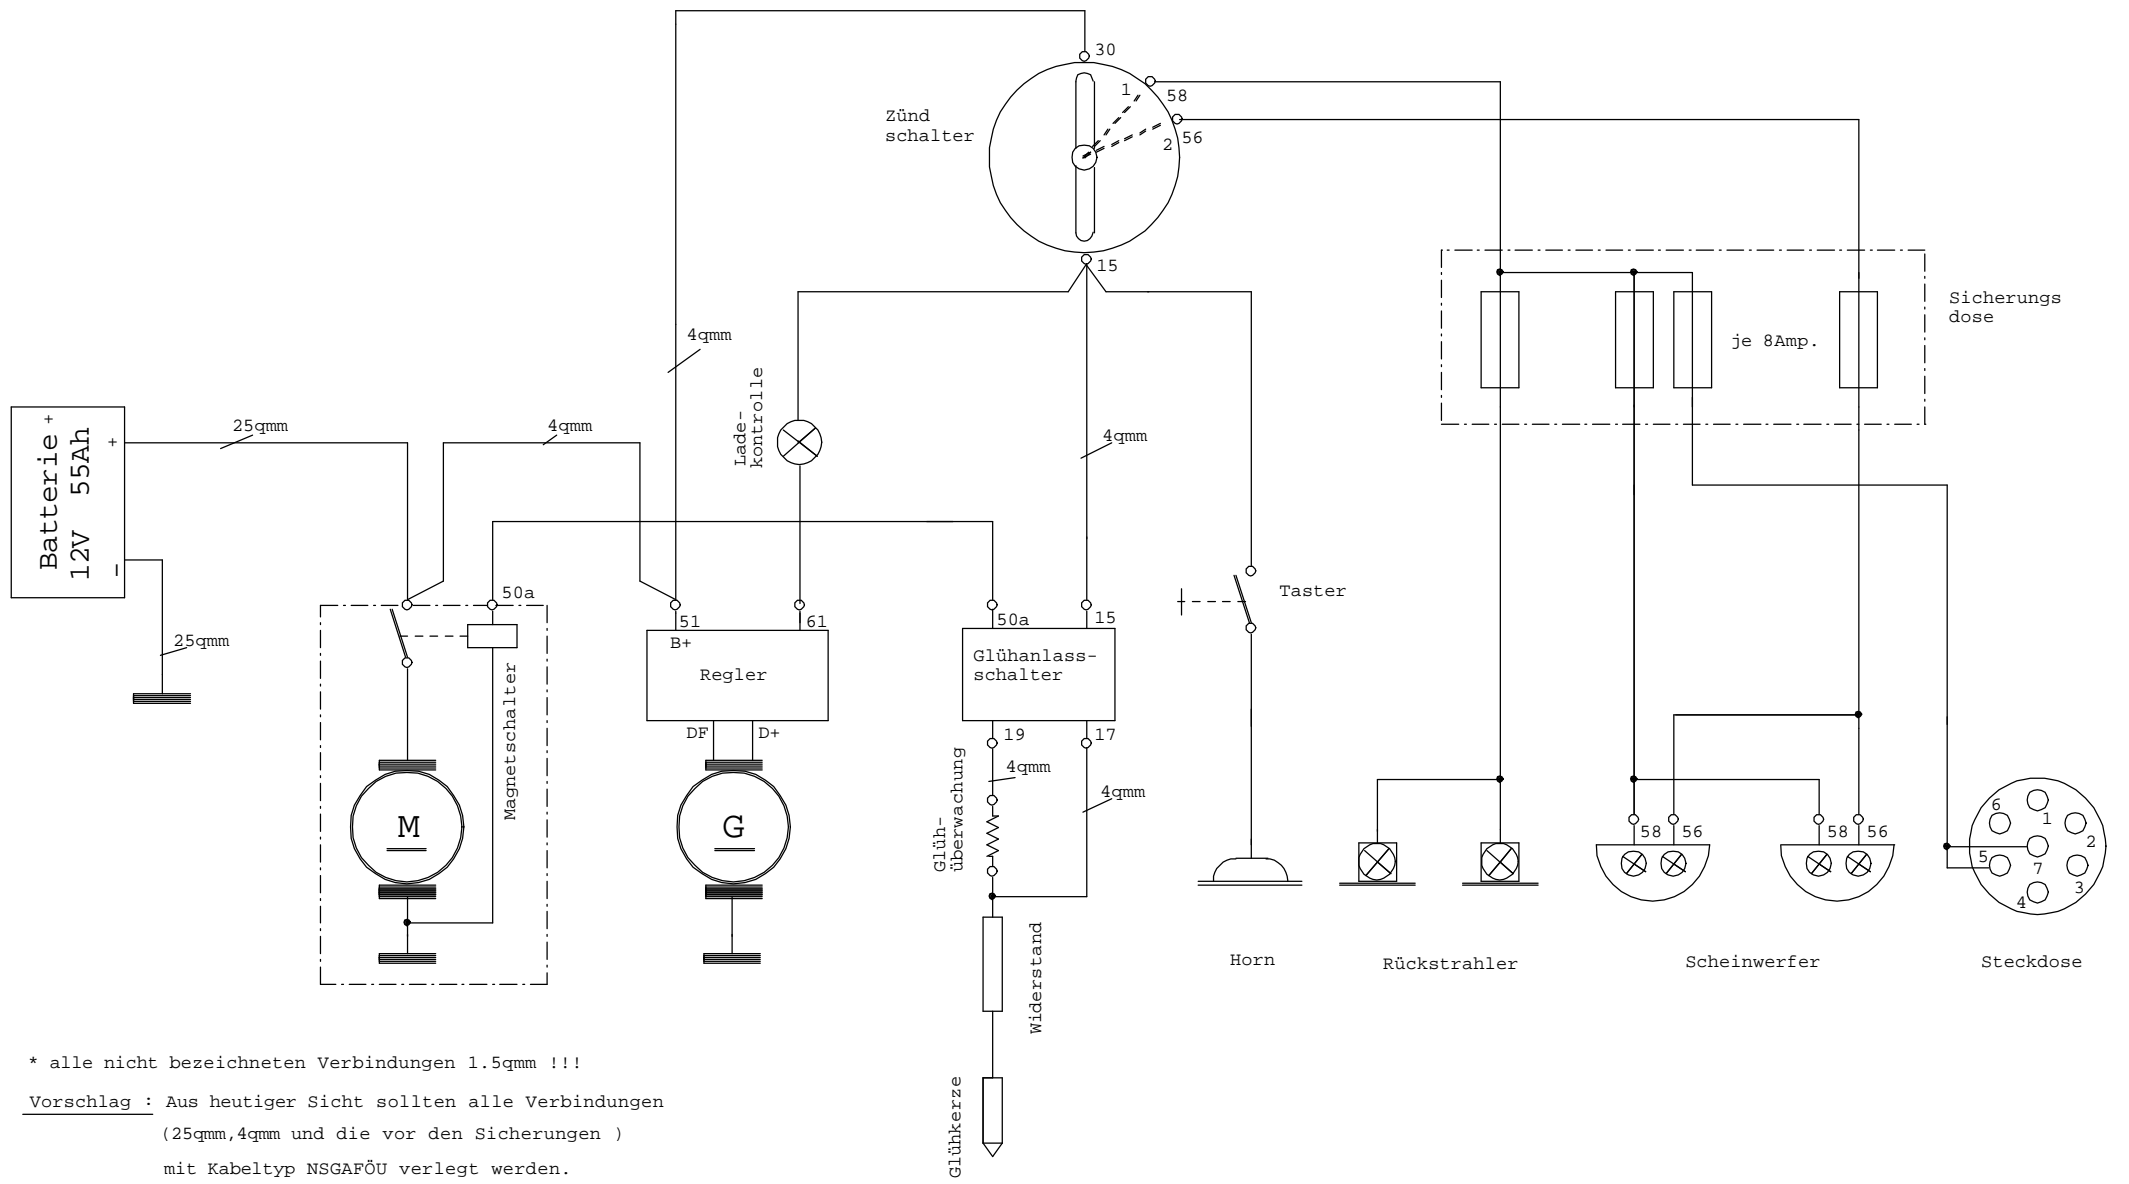 30
1
58
Zünd
schalter
2
56
15
Sicherungs
dose
je 8Amp.
4qmm
Lade-
kontrolle
Batterie +
12V 55Ah
+
–
25qmm
4qmm
4qmm
25qmm
50a
51
B+
61
Regler
50a
15
Glühanlass-
schalter
Taster
Magnetschalter
DF
D+
19
17
4qmm
4qmm
Glüh-
überwachung
M
G
58
56
58
56
6
1
2
5
7
3
4
Widerstand
Horn
Rückstrahler
Scheinwerfer
Steckdose
Glühkerze
* alle nicht bezeichneten Verbindungen 1.5qmm !!!
Vorschlag : Aus heutiger Sicht sollten alle Verbindungen
(25qmm,4qmm und die vor den Sicherungen )
mit Kabeltyp NSGAFÖU verlegt werden.